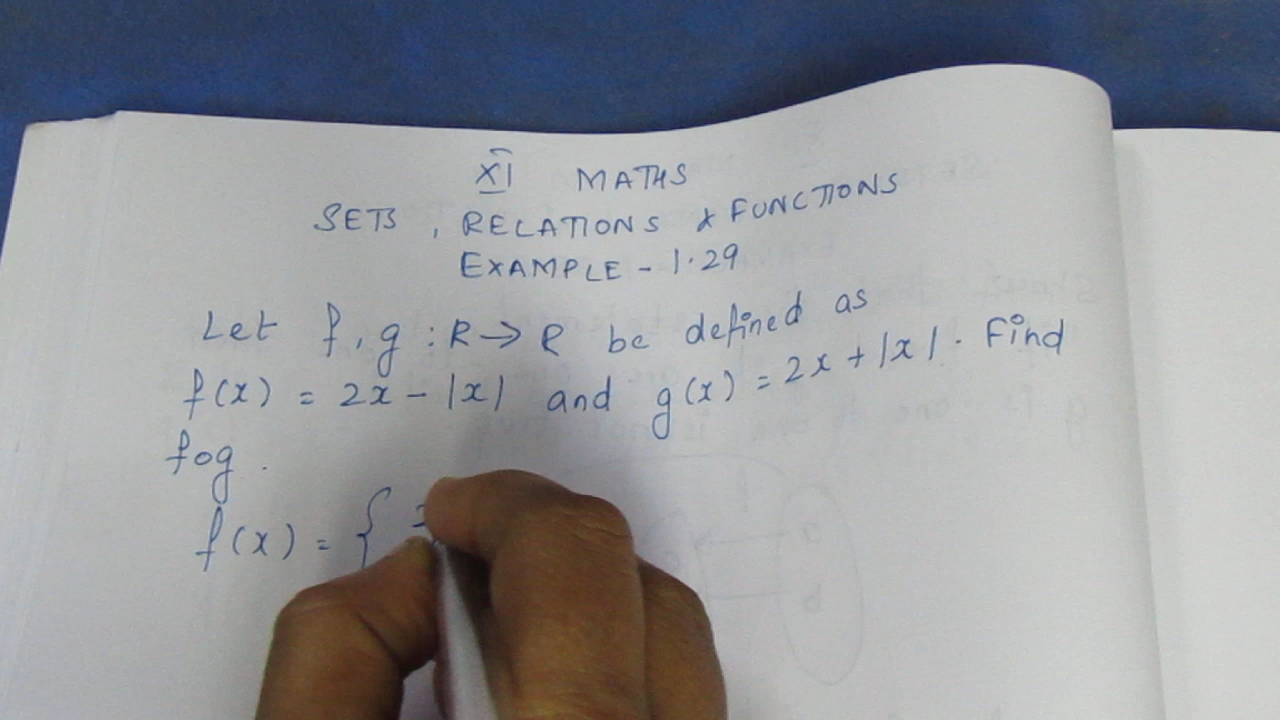 XI MATHS
SETS, RELATIONS & FUNCTIONS
EXAMPLE - 1.29
Let f, g : R → R be defined as
f(x) = 2x - |x| and g(x) = 2x + |x|. Find
fog.
f(x) = {